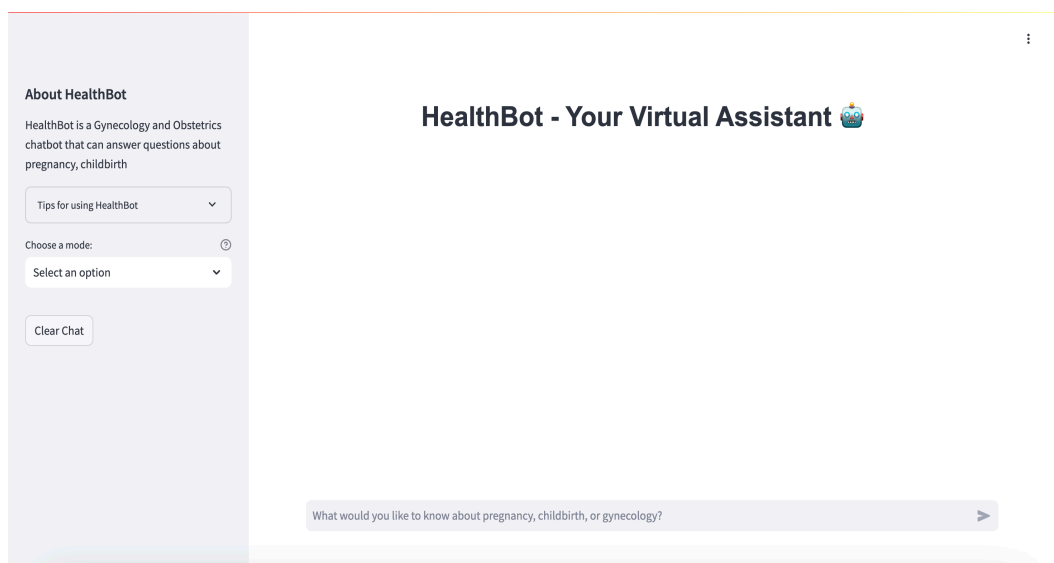 About HealthBot
HealthBot is a Gynecology and Obstetrics
chatbot that can answer questions about
pregnancy, childbirth
Tips for using HealthBot
Choose a mode:
Select an option
Clear Chat
HealthBot - Your Virtual Assistant 🤖
What would you like to know about pregnancy, childbirth, or gynecology?